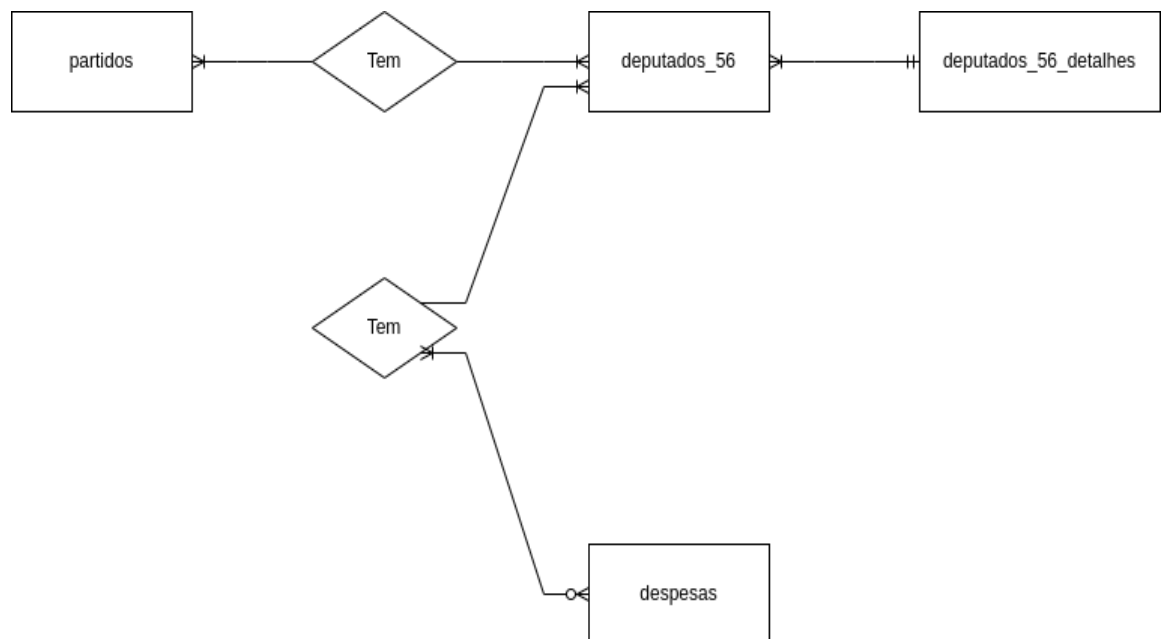 partidos
Tem
deputados_56
deputados_56_detalhes
Tem
despesas